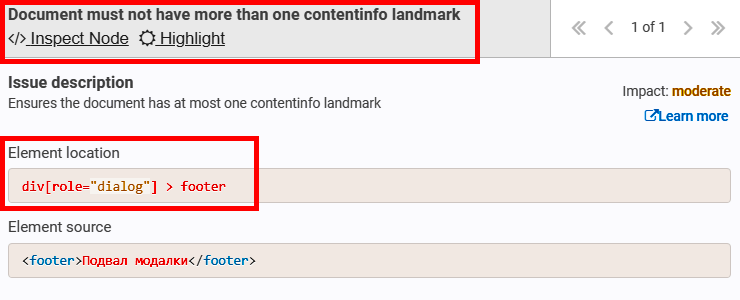 Document must not have more than one contentinfo landmark
</> Inspect Node Highlight
1 of 1
Issue description
Ensures the document has at most one contentinfo landmark
Impact: moderate
Learn more
Element location
div[role="dialog"] > footer
Element source
<footer>Подвал модалки</footer>